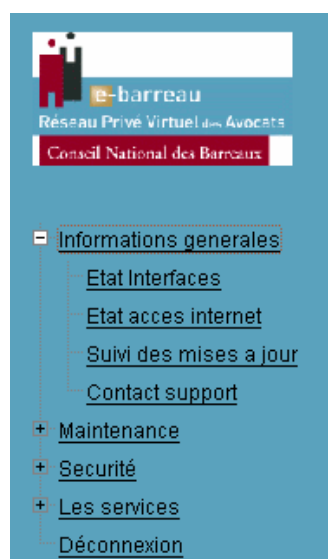 e-barreau
Réseau Privé Virtuel des Avocats
Conseil National des Barreaux
Informations generales
Etat Interfaces
Etat acces internet
Suivi des mises a jour
Contact support
Maintenance
Securité
Les services
Déconnexion